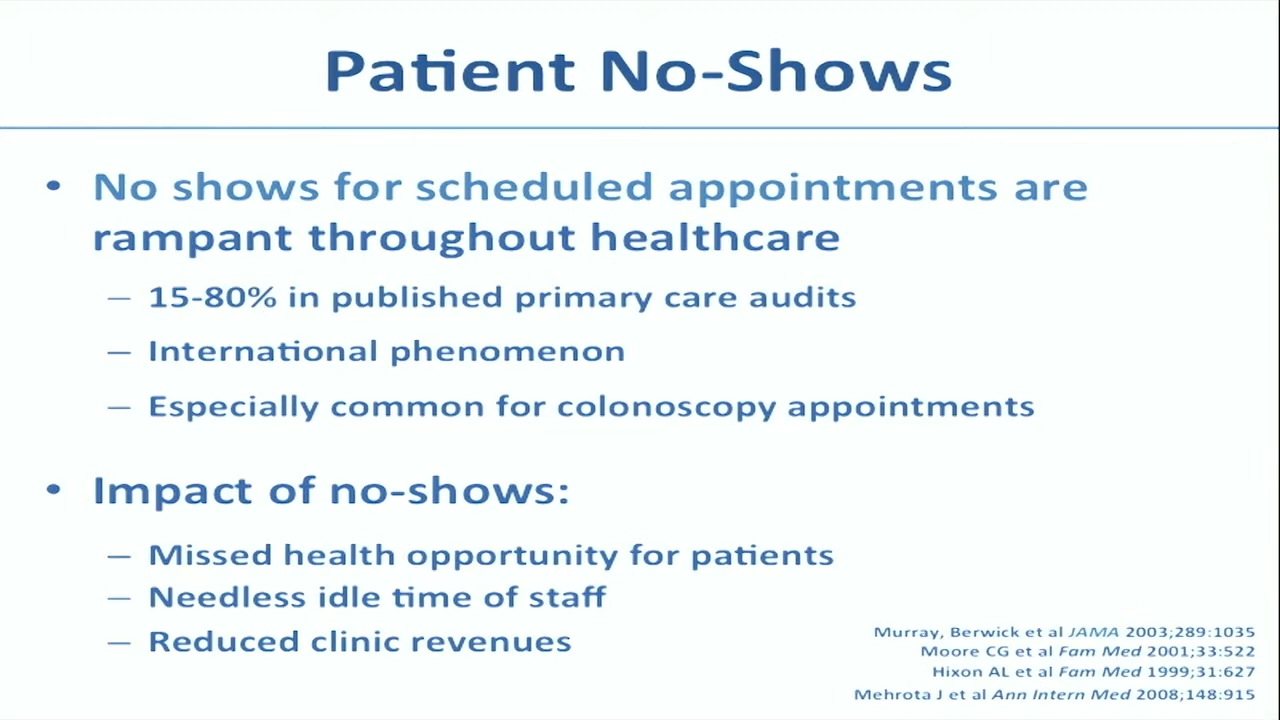 Patient No-Shows
• No shows for scheduled appointments are
rampant throughout healthcare
– 15-80% in published primary care audits
– International phenomenon
– Especially common for colonoscopy appointments
• Impact of no-shows:
– Missed health opportunity for patients
– Needless idle time of staff
– Reduced clinic revenues
Murray, Berwick et al JAMA 2003;289:1035
Moore CG et al Fam Med 2001;33:522
Hixon AL et al Fam Med 1999;31:627
Mehrota J et al Ann Intern Med 2008;148:915